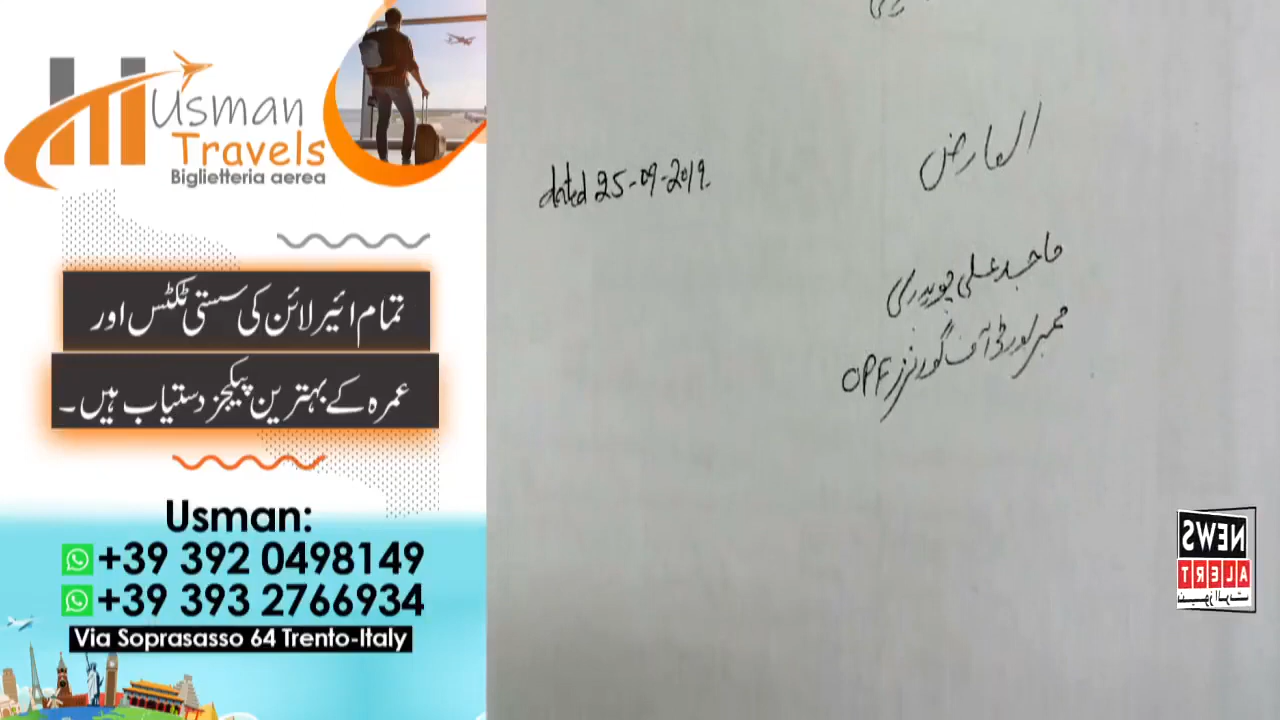 Usman
Travels
Biglietteria aerea
تمام ائیر لائن کی سستی ٹکٹس اور
عمرہ کے بہترین پیکجز دستیاب ہیں۔
Usman:
+39 392 0498149
+39 393 2766934
Via Soprasasso 64 Trento-Italy
العارض
dated 25-09-2019.
ماجد علی چوہدری
ممبر بورڈ آف گورنرز OPF
NEWS
ALERT
نیوز الرٹ